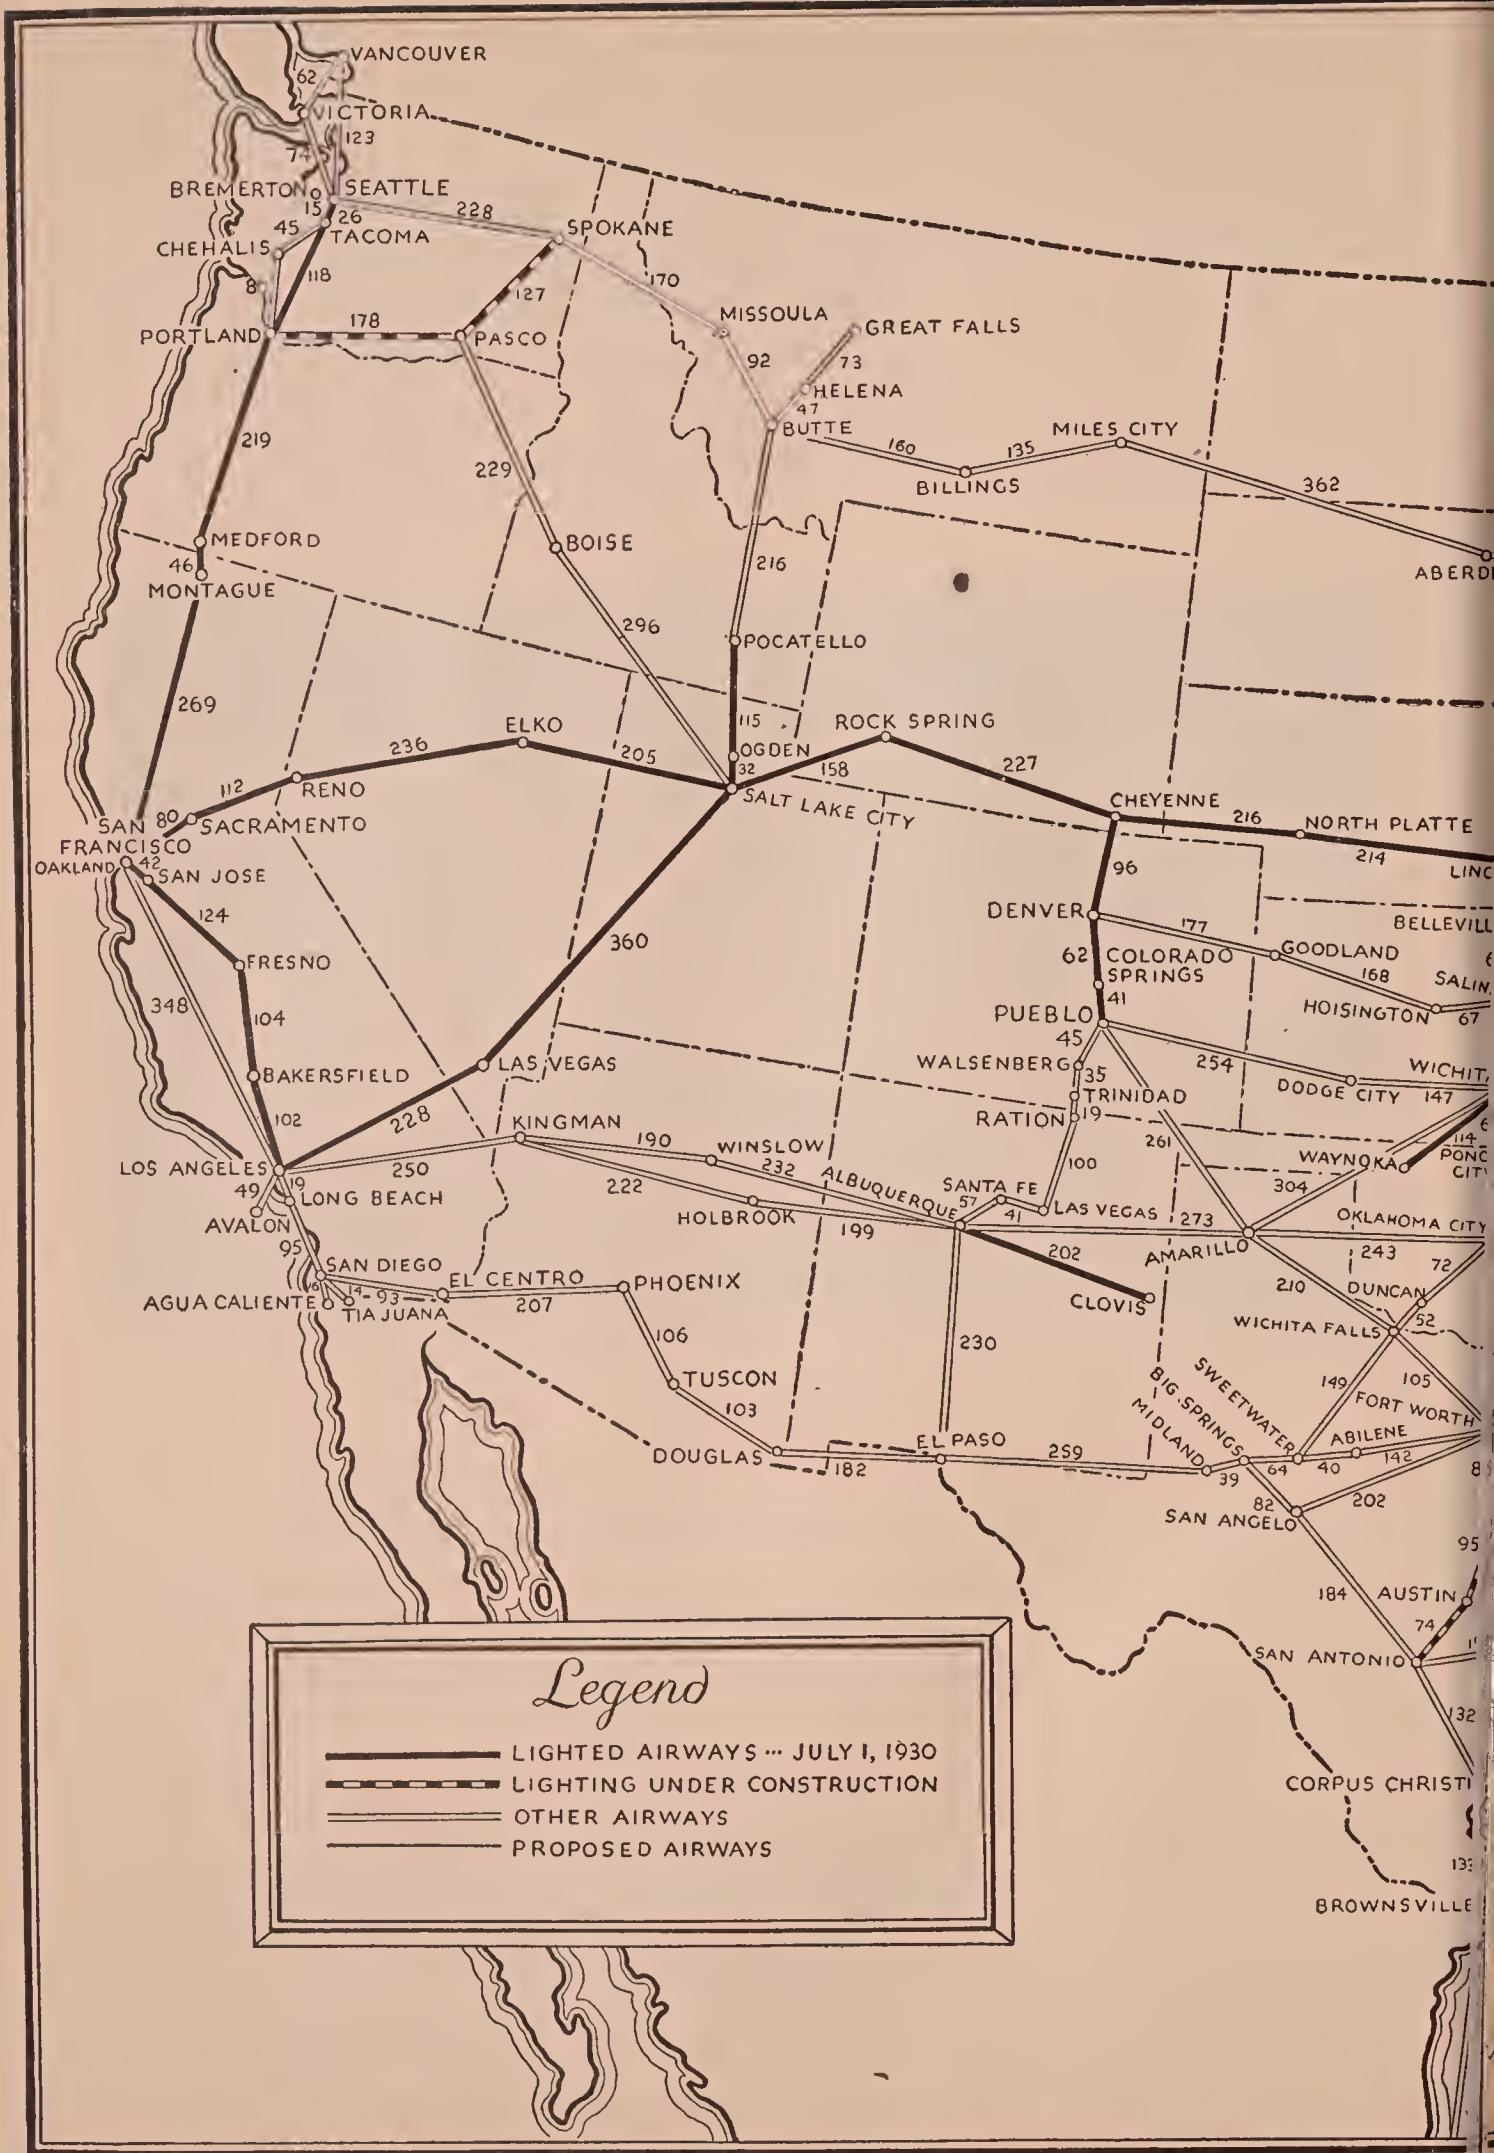 VANCOUVER
62
VICTORIA
123
74
BREMERTON
SEATTLE
15
26
228
SPOKANE
45
TACOMA
CHEHALIS
118
170
8
127
MISSOULA
GREAT FALLS
178
PORTLAND
PASCO
92
73
HELENA
47
BUTTE
MILES CITY
219
160
135
229
BILLINGS
362
MEDFORD
BOISE
46
216
MONTAGUE
296
POCATELLO
269
115
ROCK SPRING
ELKO
236
205
OGDEN
32
158
227
112
RENO
SALT LAKE CITY
CHEYENNE
SAN
FRANCISCO
80
SACRAMENTO
216
NORTH PLATTE
214
LINC
OAKLAND
42
SAN JOSE
96
124
DENVER
177
BELLEVILL
360
62
COLORADO
SPRINGS
GOODLAND
FRESNO
168
SALIN
348
41
HOISINGTON
67
104
PUEBLO
45
254
WALSENBERG
35
LAS VEGAS
BAKERSFIELD
TRINIDAD
DODGE CITY
WICHIT
147
102
228
KINGMAN
RATION
19
190
WINSLOW
261
114
PONC
CITY
LOS ANGELES
250
232
100
WAYNOKA
19
49
LONG BEACH
222
ALBUQUERQUE
SANTA FE
57
41
LAS VEGAS
304
AVALON
HOLBROOK
199
273
OKLAHOMA CITY
95
202
AMARILLO
243
72
SAN DIEGO
EL CENTRO
PHOENIX
210
DUNCAN
16
14
93
207
AGUA CALIENTE
TIA JUANA
CLOVIS
WICHITA FALLS
52
106
230
TUSCON
SWEETWATER
BIG SPRINGS
MIDLAND
149
105
103
FORT WORTH
DOUGLAS
182
EL PASO
259
ABILENE
39
64
40
142
82
202
SAN ANGELO
95
184
AUSTIN
74
SAN ANTONIO
132
Legend
LIGHTED AIRWAYS ··· JULY 1, 1930
LIGHTING UNDER CONSTRUCTION
OTHER AIRWAYS
PROPOSED AIRWAYS
CORPUS CHRISTI
133
BROWNSVILLE
ABERD